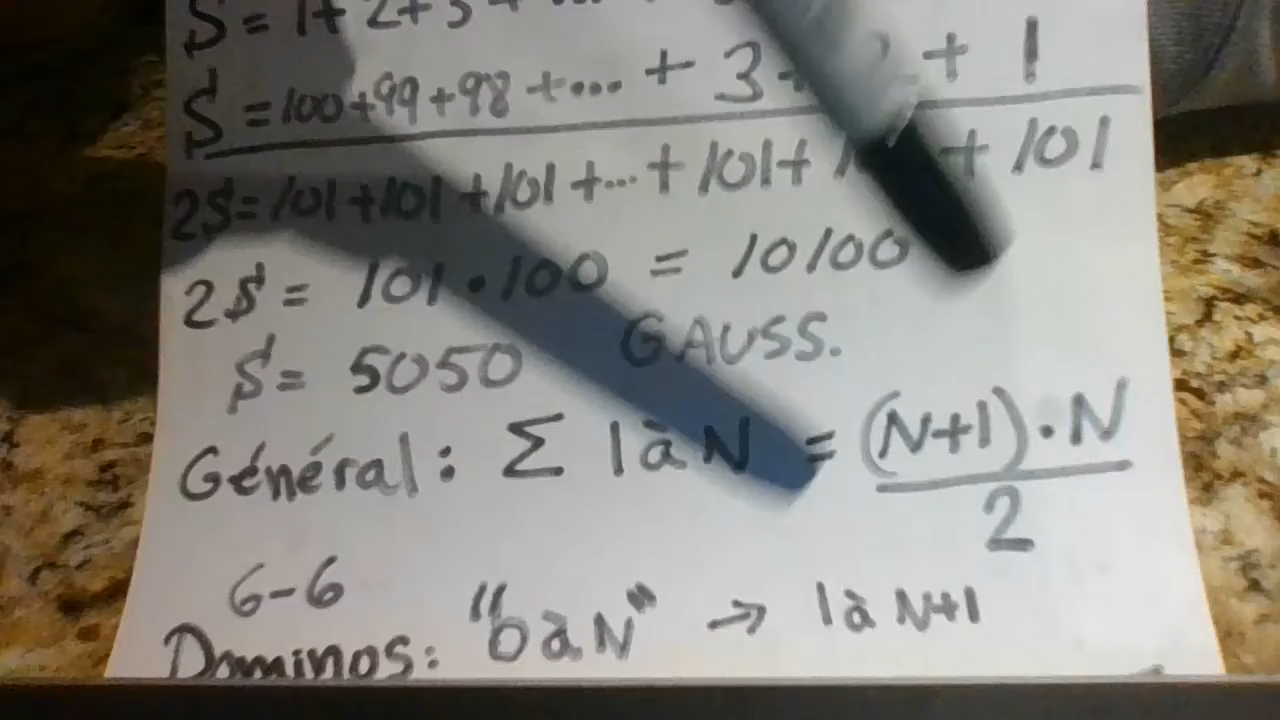 S = 1 + 2 + 3 + ...
S = 100 + 99 + 98 + ... + 3 + 2 + 1
2S = 101 + 101 + 101 + ... + 101 + + 101
2S = 101 · 100 = 10100
S = 5050 GAUSS.
Général : Σ 1 à N = (N+1) · N / 2
6-6
Dominos : "0 à N" → 1 à N+1